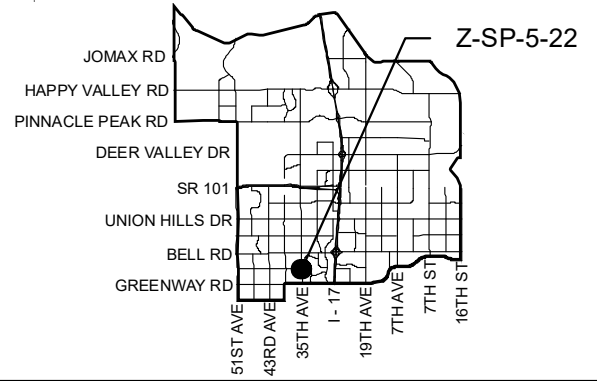 Z-SP-5-22
JOMAX RD
HAPPY VALLEY RD
PINNACLE PEAK RD
DEER VALLEY DR
SR 101
UNION HILLS DR
BELL RD
GREENWAY RD
51ST AVE
43RD AVE
35TH AVE
I - 17
19TH AVE
7TH AVE
7TH ST
16TH ST